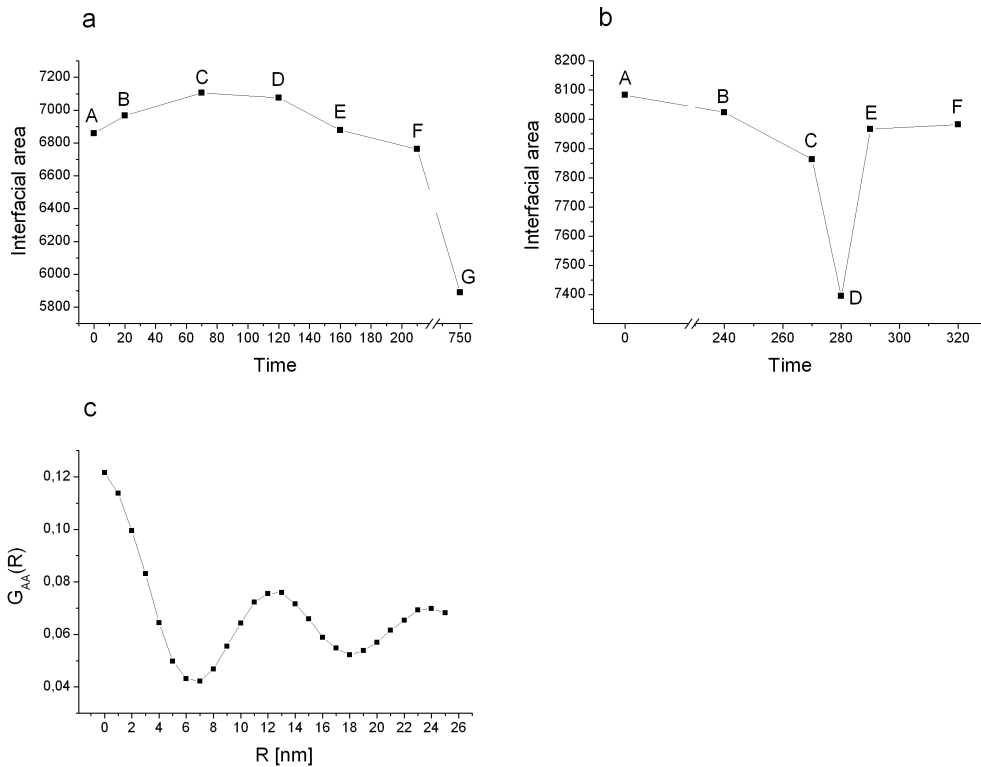 a
7200
7000
6800
6600
6400
6200
6000
5800
Interfacial area
A
B
C
D
E
F
G
0 20 40 60 80 100 120 140 160 180 200 750
Time
b
8200
8100
8000
7900
7800
7700
7600
7500
7400
Interfacial area
A
B
C
D
E
F
0 240 260 280 300 320
Time
c
0,12
0,10
0,08
0,06
0,04
G_AA(R)
0 2 4 6 8 10 12 14 16 18 20 22 24 26
R [nm]